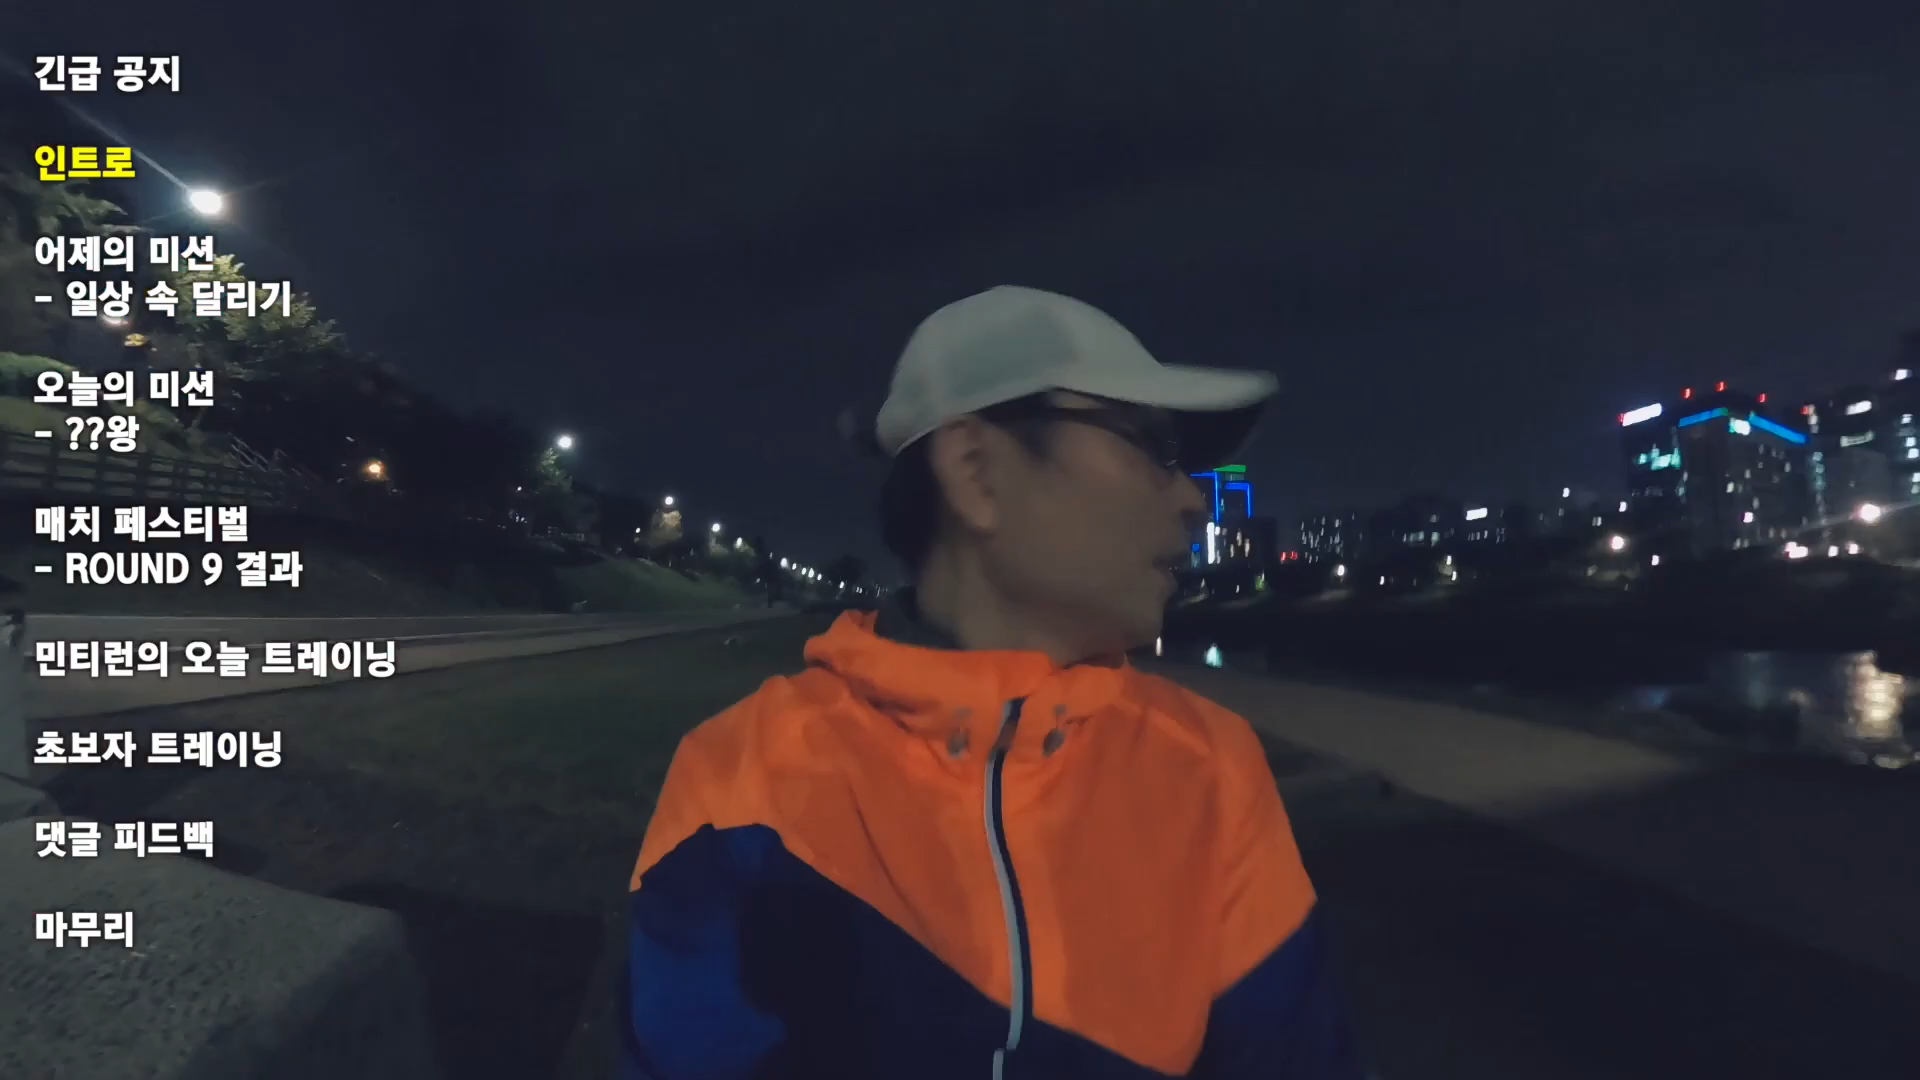 긴급 공지
인트로
어제의 미션
- 일상 속 달리기
오늘의 미션
- ??왕
매치 페스티벌
- ROUND 9 결과
민티런의 오늘 트레이닝
초보자 트레이닝
댓글 피드백
마무리